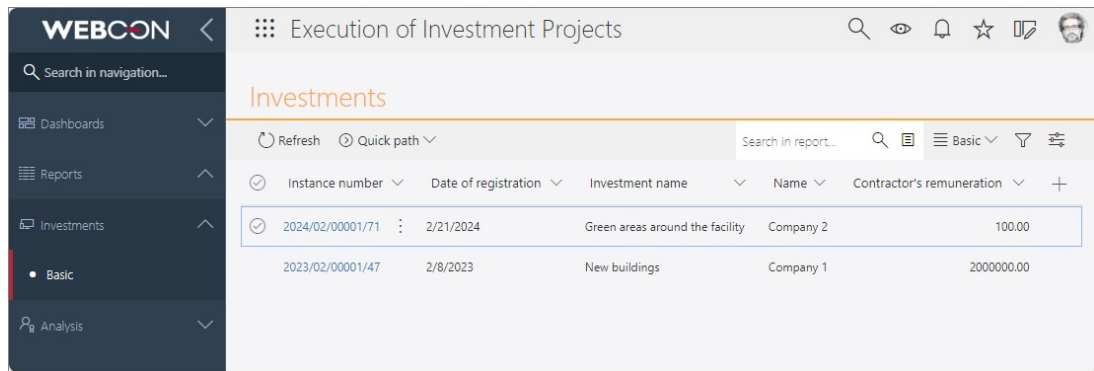 WEBCON
Execution of Investment Projects
Search in navigation...
Dashboards
Reports
Investments
Basic
Analysis
Investments
Refresh Quick path Search in report... Basic
Instance number Date of registration Investment name Name Contractor's remuneration
2024/02/00001/71 2/21/2024 Green areas around the facility Company 2 100.00
2023/02/00001/47 2/8/2023 New buildings Company 1 2000000.00